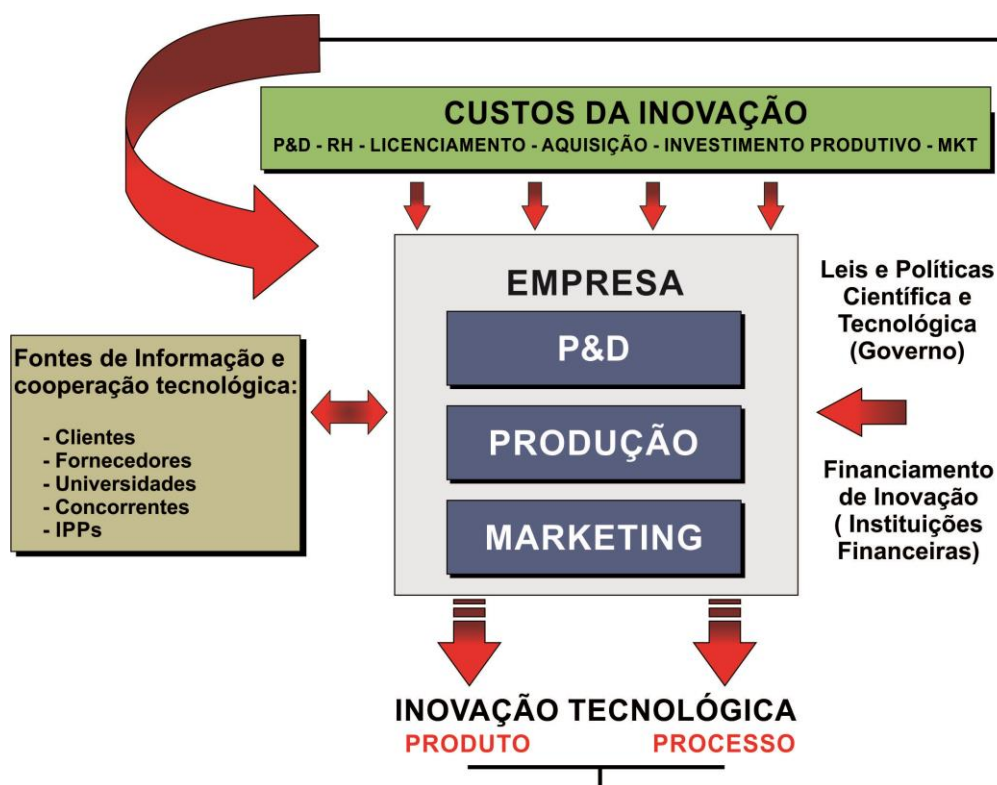 CUSTOS DA INOVAÇÃO
P&D - RH - LICENCIAMENTO - AQUISIÇÃO - INVESTIMENTO PRODUTIVO - MKT
EMPRESA
P&D
PRODUÇÃO
MARKETING
Fontes de Informação e
cooperação tecnológica:
- Clientes
- Fornecedores
- Universidades
- Concorrentes
- IPPs
Leis e Políticas
Científica e
Tecnológica
(Governo)
Financiamento
de Inovação
( Instituições
Financeiras)
INOVAÇÃO TECNOLÓGICA
PRODUTO PROCESSO